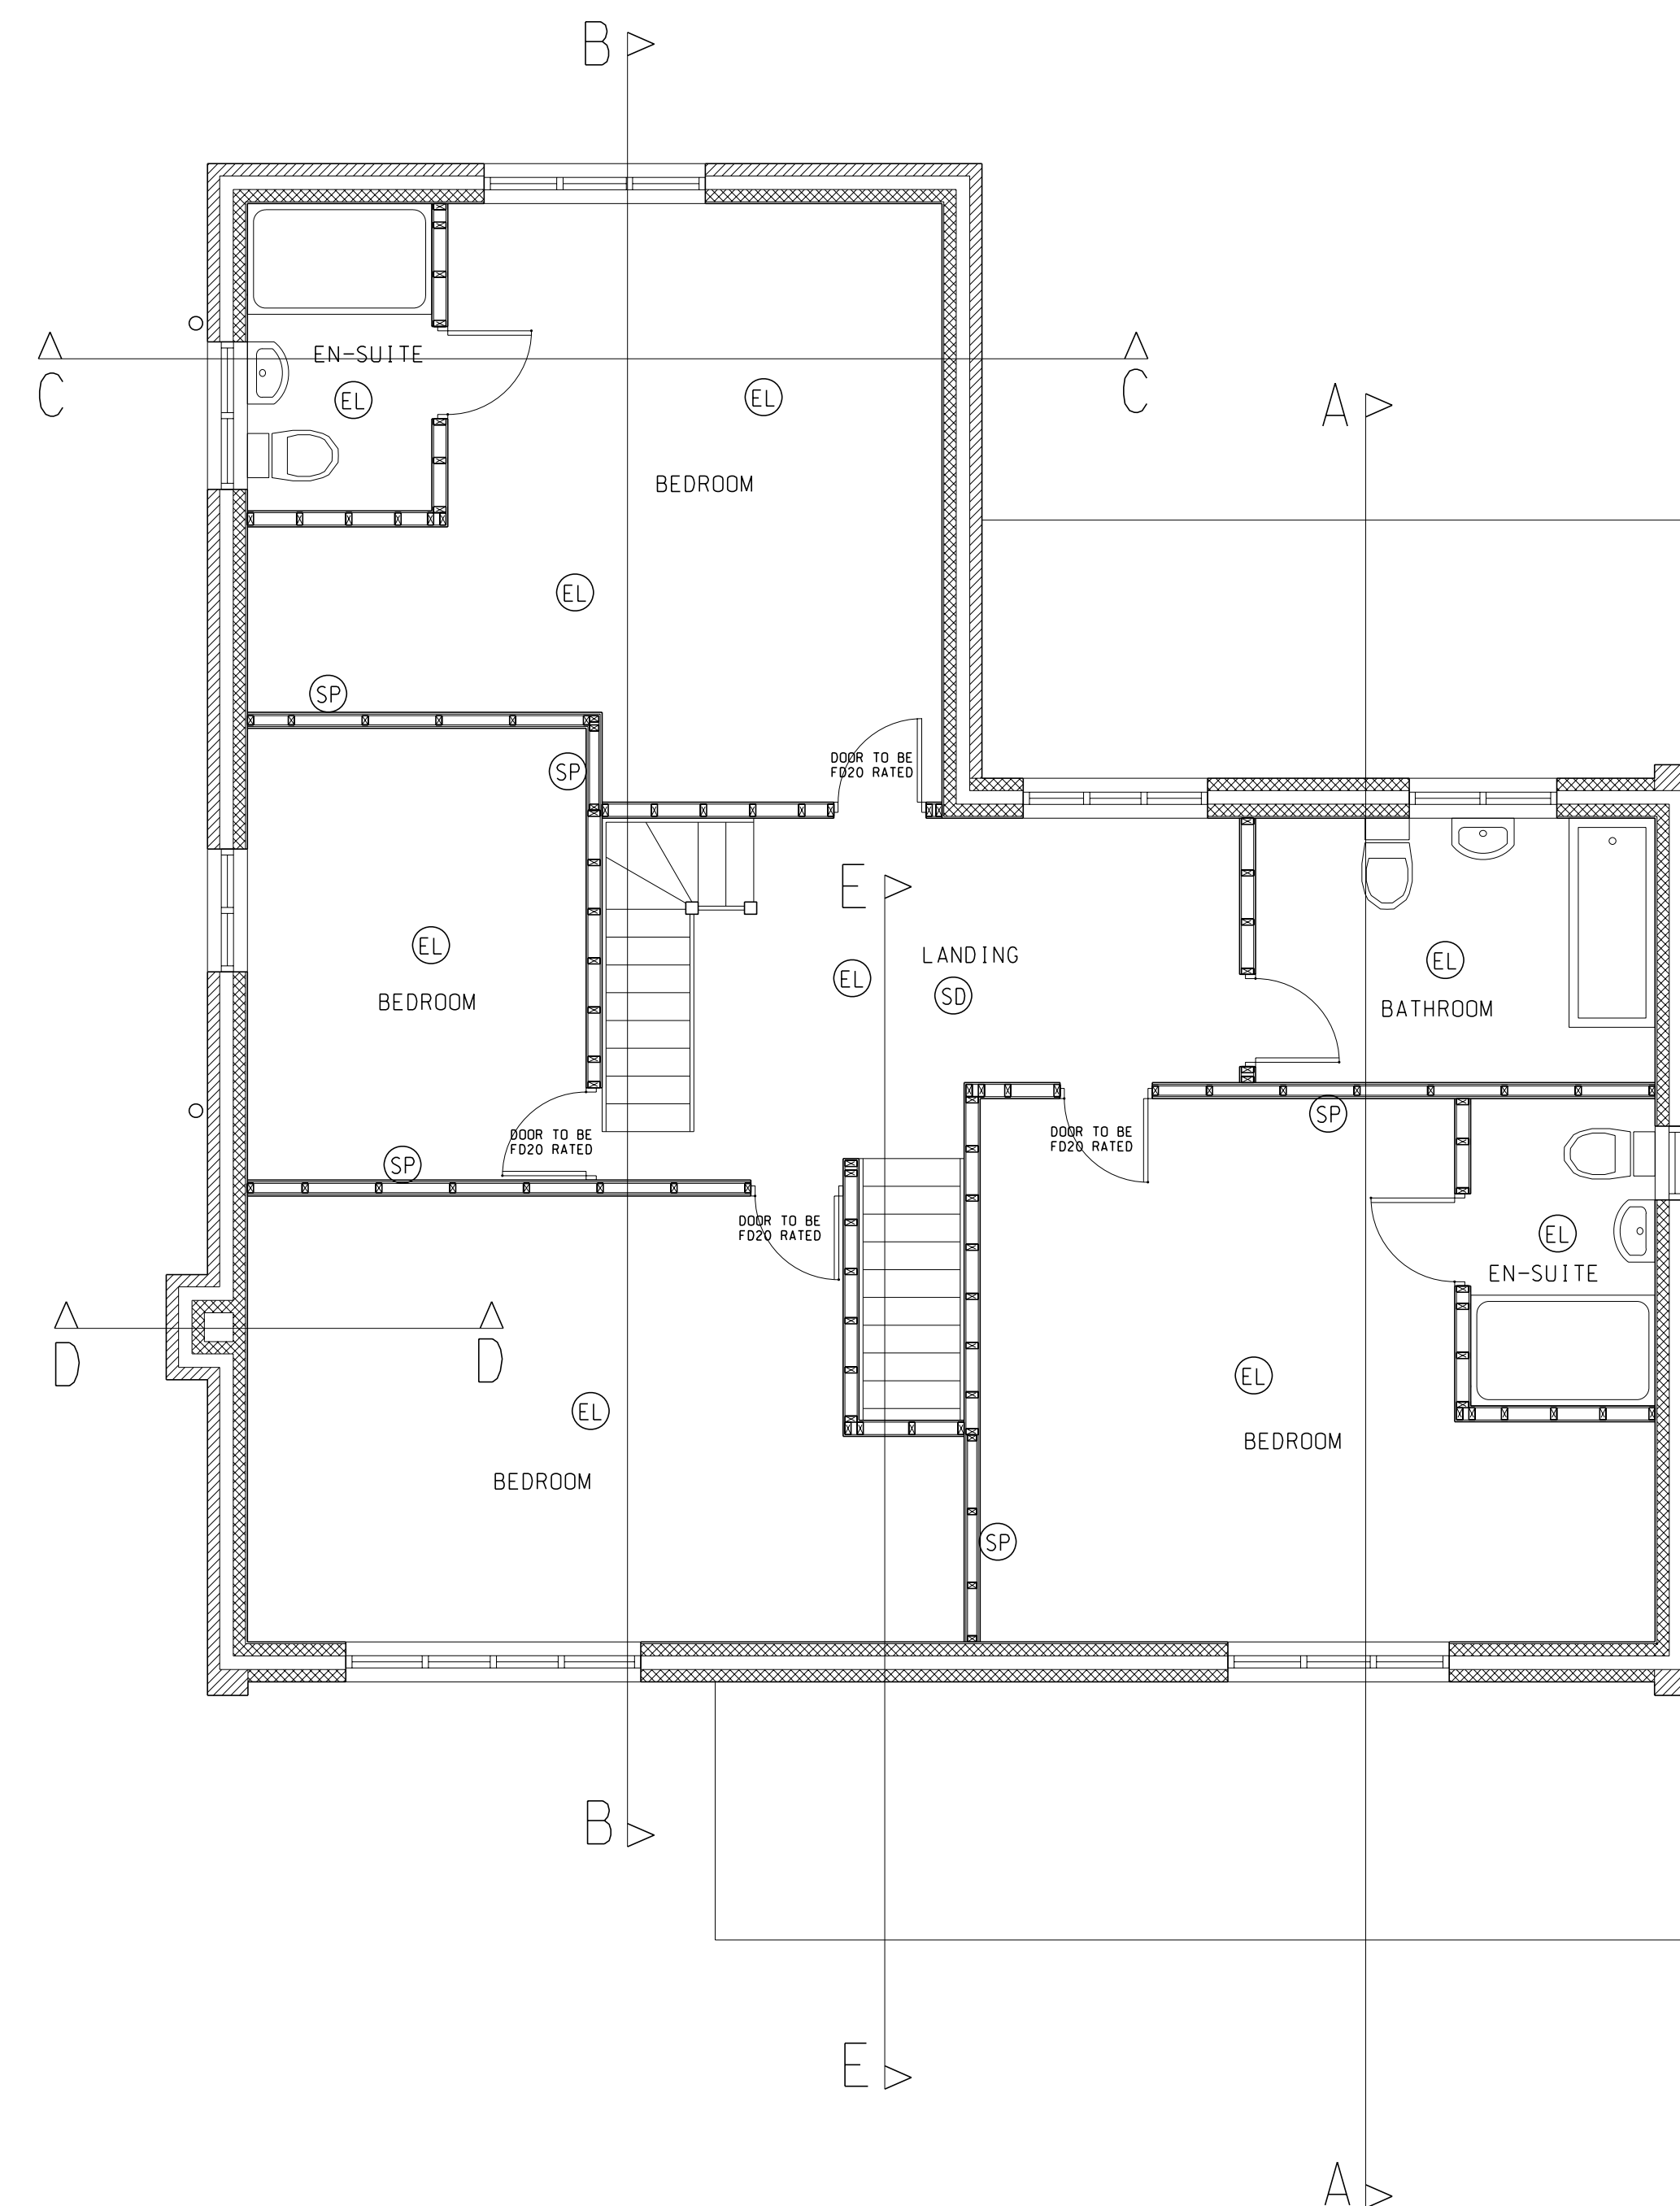 B
EN-SUITE
C
C
EL
EL
A
BEDROOM
EL
SP
SP
DOOR TO BE
FD20 RATED
E
EL
LANDING
EL
EL
SD
BEDROOM
BATHROOM
SP
DOOR TO BE
FD20 RATED
DOOR TO BE
FD20 RATED
SP
DOOR TO BE
FD20 RATED
EL
EN-SUITE
D
D
EL
EL
BEDROOM
BEDROOM
SP
B
E
A